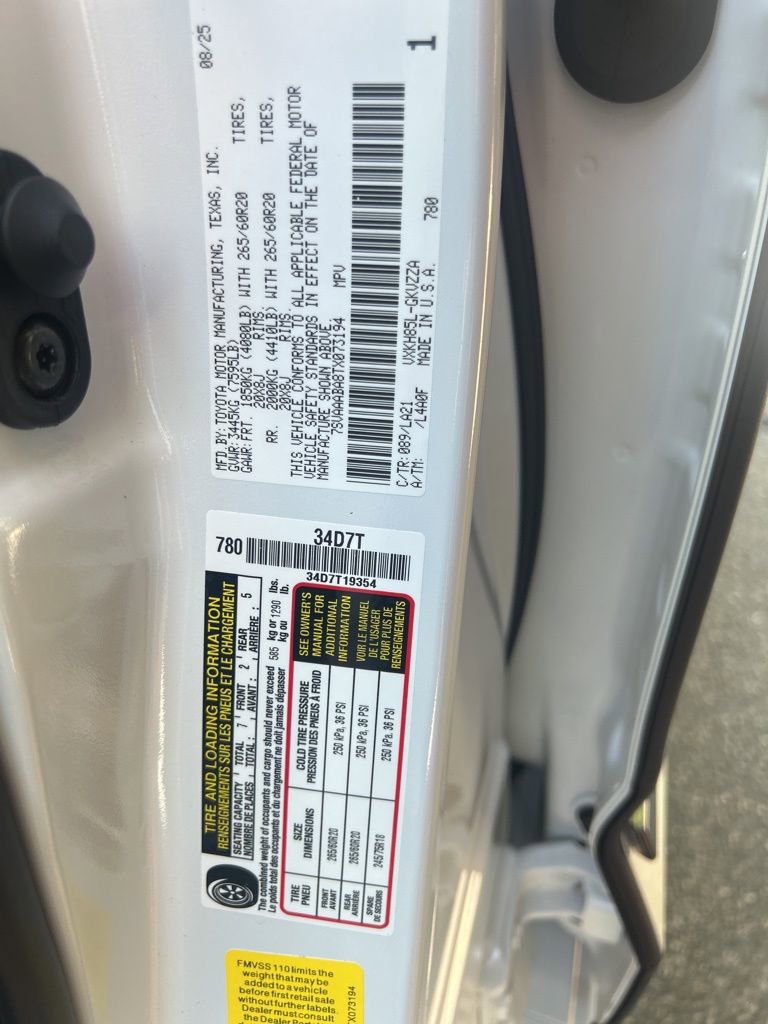 08/25
MFD.BY:TOYOTA MOTOR MANUFACTURING, TEXAS, INC.
GVWR:3445KG(7595LB)
GAWR:FRT. 1850KG(4080LB) WITH 265/60R20 TIRES,
20X8J RIMS,
RR. 2000KG(4410LB) WITH 265/60R20 TIRES,
20X8J RIMS.
THIS VEHICLE CONFORMS TO ALL APPLICABLE FEDERAL MOTOR
VEHICLE SAFETY STANDARDS IN EFFECT ON THE DATE OF
MANUFACTURE SHOWN ABOVE.
7SVAAABA8TX073194 MPV
C/TR:089/LA21 VXKH85L-GKVZZA
A/TM: /L4A0F MADE IN U.S.A. 780
1
780
34D7T
34D7T19354
TIRE AND LOADING INFORMATION
RENSEIGNEMENTS SUR LES PNEUS ET LE CHARGEMENT
SEATING CAPACITY TOTAL 7 FRONT 2 REAR 5
NOMBRE DE PLACES TOTAL: AVANT: ARRIÈRE:
The combined weight of occupants and cargo should never exceed 585 kg or 1290 lbs.
Le poids total des occupants et du chargement ne doit jamais dépasser kg ou lb.
TIRE SIZE COLD TIRE PRESSURE
PNEU DIMENSIONS PRESSION DES PNEUS À FROID
FRONT 265/60R20 250 kPa, 36 PSI
AVANT
REAR 265/60R20 250 kPa, 36 PSI
ARRIÈRE
SPARE 245/75R18 250 kPa, 36 PSI
DE SECOURS
SEE OWNER'S
MANUAL FOR
ADDITIONAL
INFORMATION
VOIR LE MANUEL
DE L'USAGER
POUR PLUS DE
RENSEIGNEMENTS
FMVSS 110 limits the
weight that may be
added to a vehicle
before first retail sale
without further labels.
Dealer must consult
the Dealer
TX073194